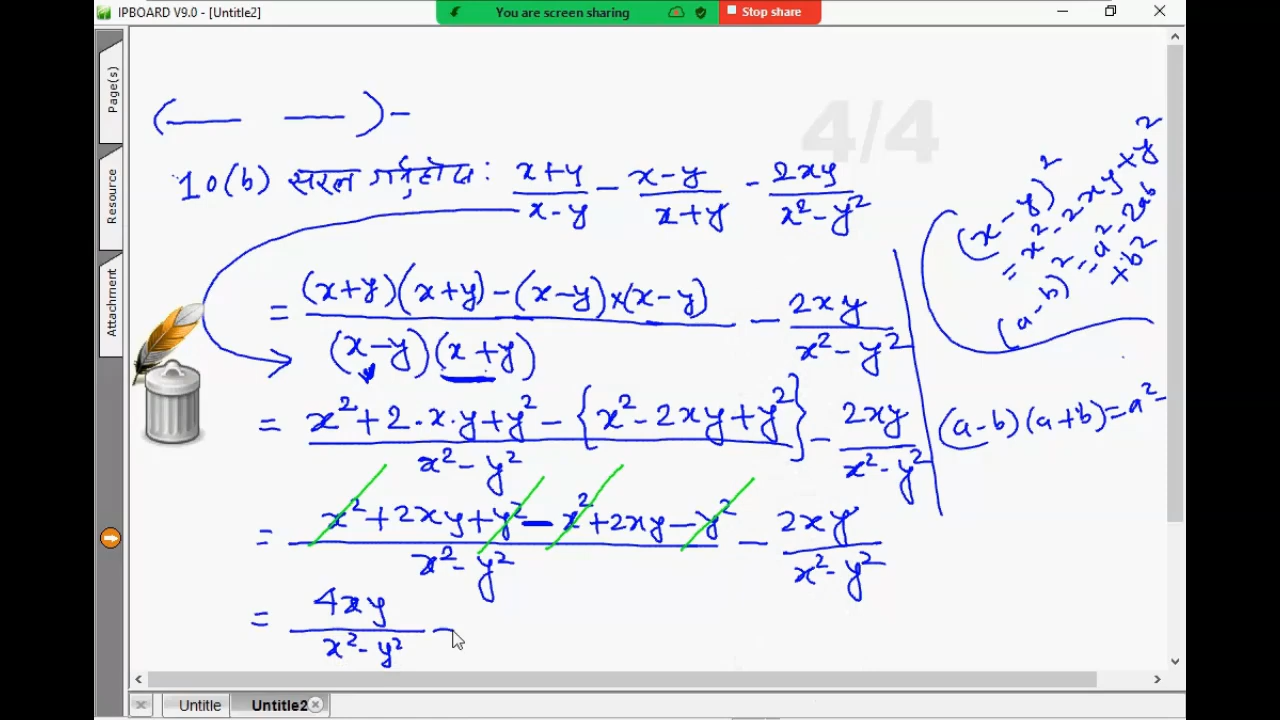 IPBOARD V9.0 - [Untitle2]
You are screen sharing
Stop share
Page(s)
Resource
Attachment
4/4
(— —) -
10(b) सरल गर्नुहोस : (x+y)/(x-y) - (x-y)/(x+y) - 2xy/(x²-y²)
= ((x+y)(x+y) - (x-y)×(x-y))/((x-y)(x+y)) - 2xy/(x²-y²)
= (x²+2·x·y+y² - {x²-2xy+y²})/(x²-y²) - 2xy/(x²-y²)
= (x²+2xy+y² - x²+2xy-y²)/(x²-y²) - 2xy/(x²-y²)
= 4xy/(x²-y²) -
(x-y)²
= x²-2·xy+y²
(a-b)² = a²-2ab
+b²
(a-b)(a+b)=a²-
Untitle
Untitle2